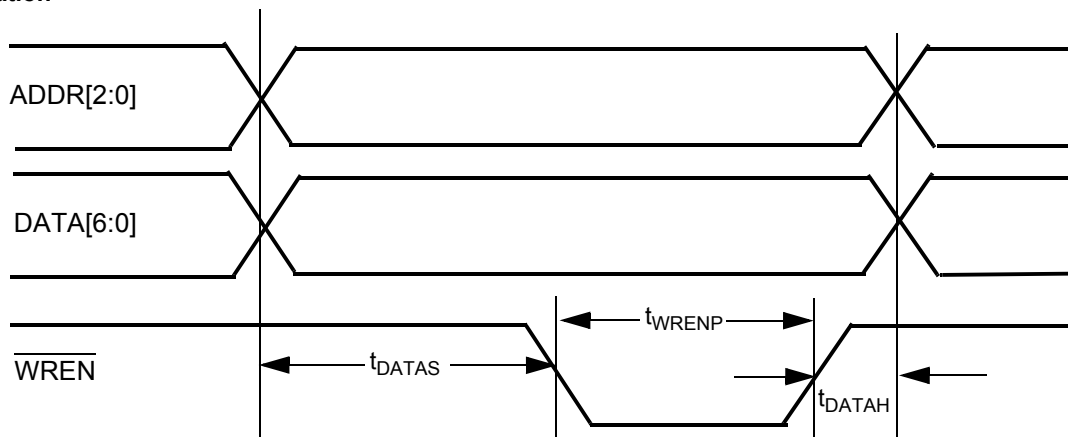 ADDR[2:0]
DATA[6:0]
tWRENP
WREN
tDATAS
tDATAH